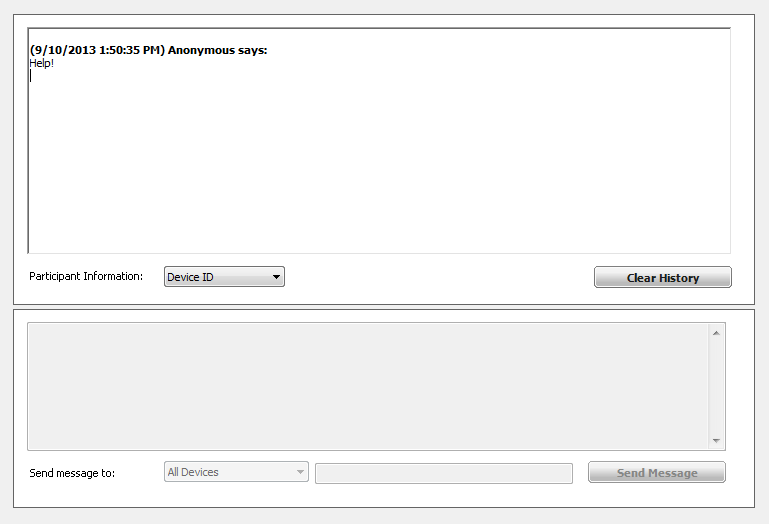 (9/10/2013 1:50:35 PM) Anonymous says:
Help!
Participant Information:
Device ID
Clear History
Send message to:
All Devices
Send Message